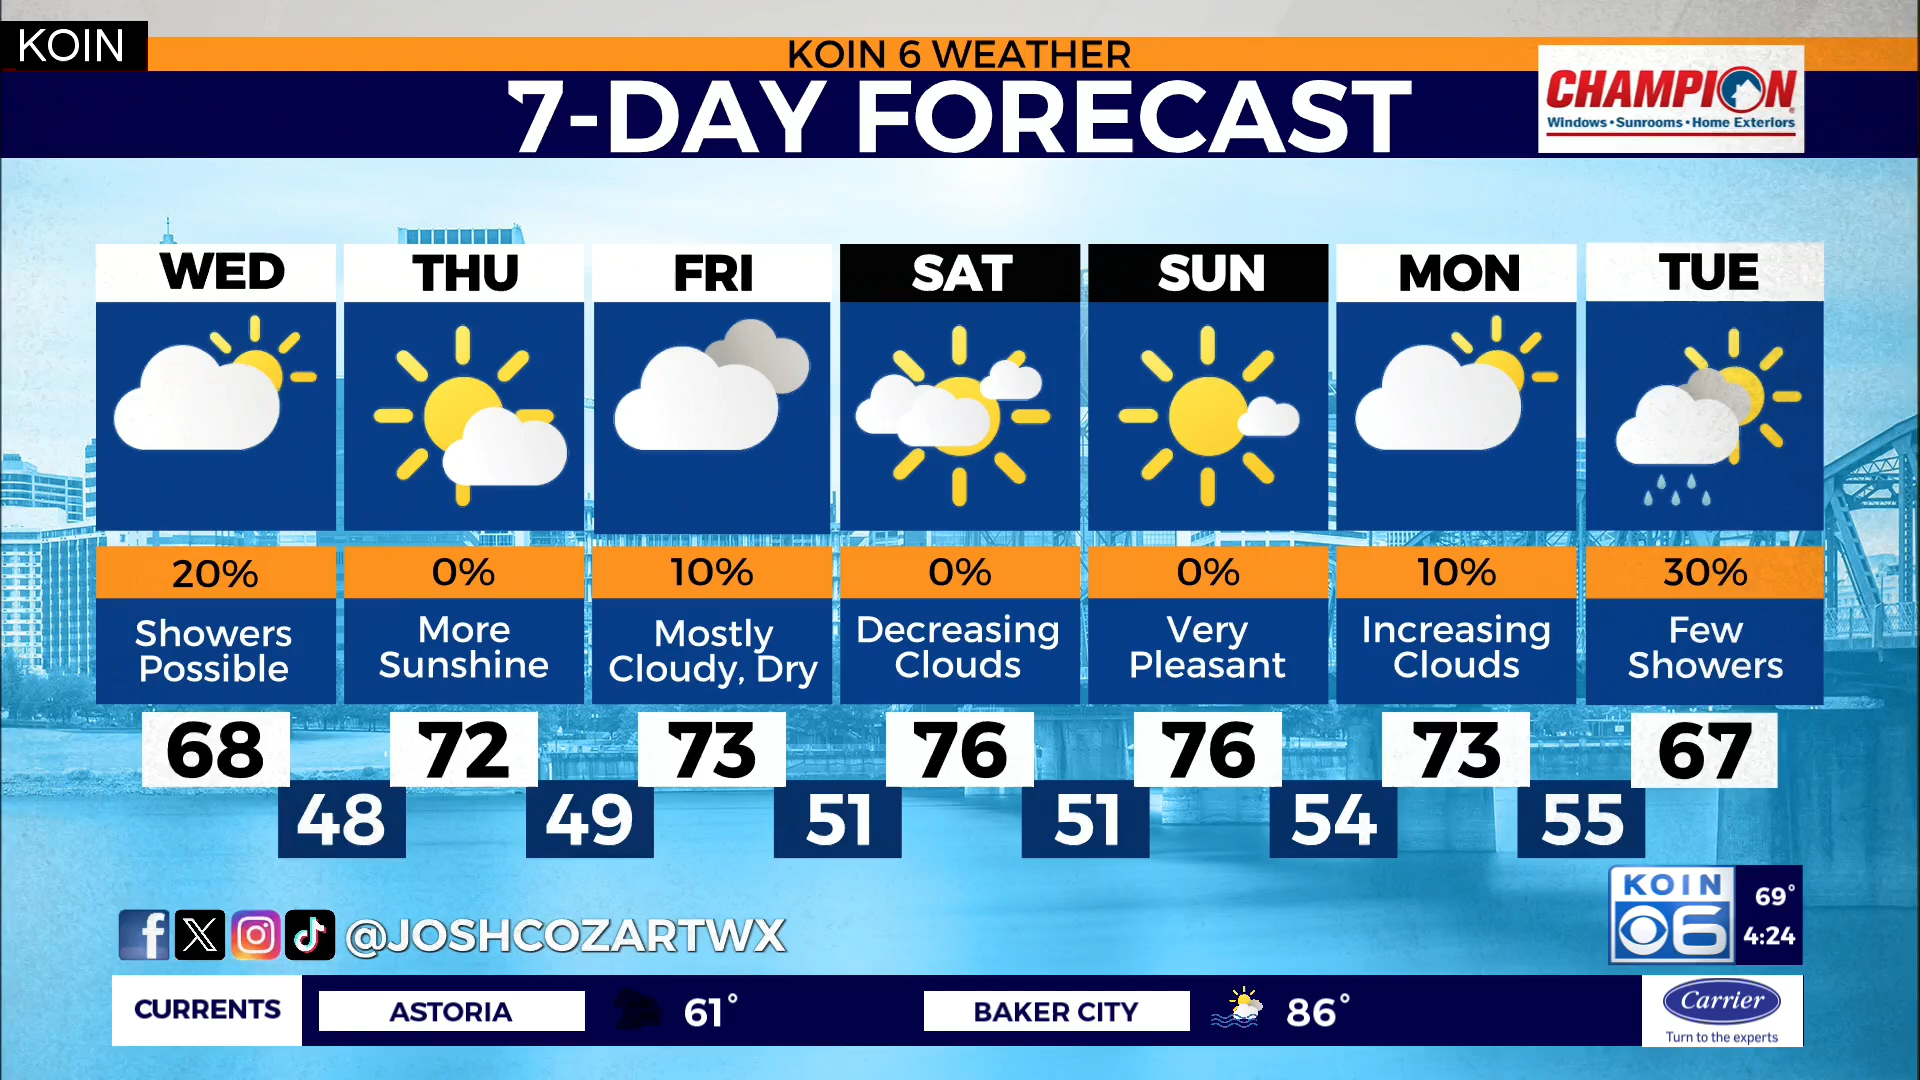 KOIN
KOIN 6 WEATHER
7-DAY FORECAST
CHAMPION
Windows • Sunrooms • Home Exteriors
WED THU FRI SAT SUN MON TUE
20% 0% 10% 0% 0% 10% 30%
Showers Possible
More Sunshine
Mostly Cloudy, Dry
Decreasing Clouds
Very Pleasant
Increasing Clouds
Few Showers
68 72 73 76 76 73 67
48 49 51 51 54 55
@JOSHCOZARTWX
KOIN 6
69°
4:24
CURRENTS
ASTORIA 61°
BAKER CITY 86°
Carrier
Turn to the experts